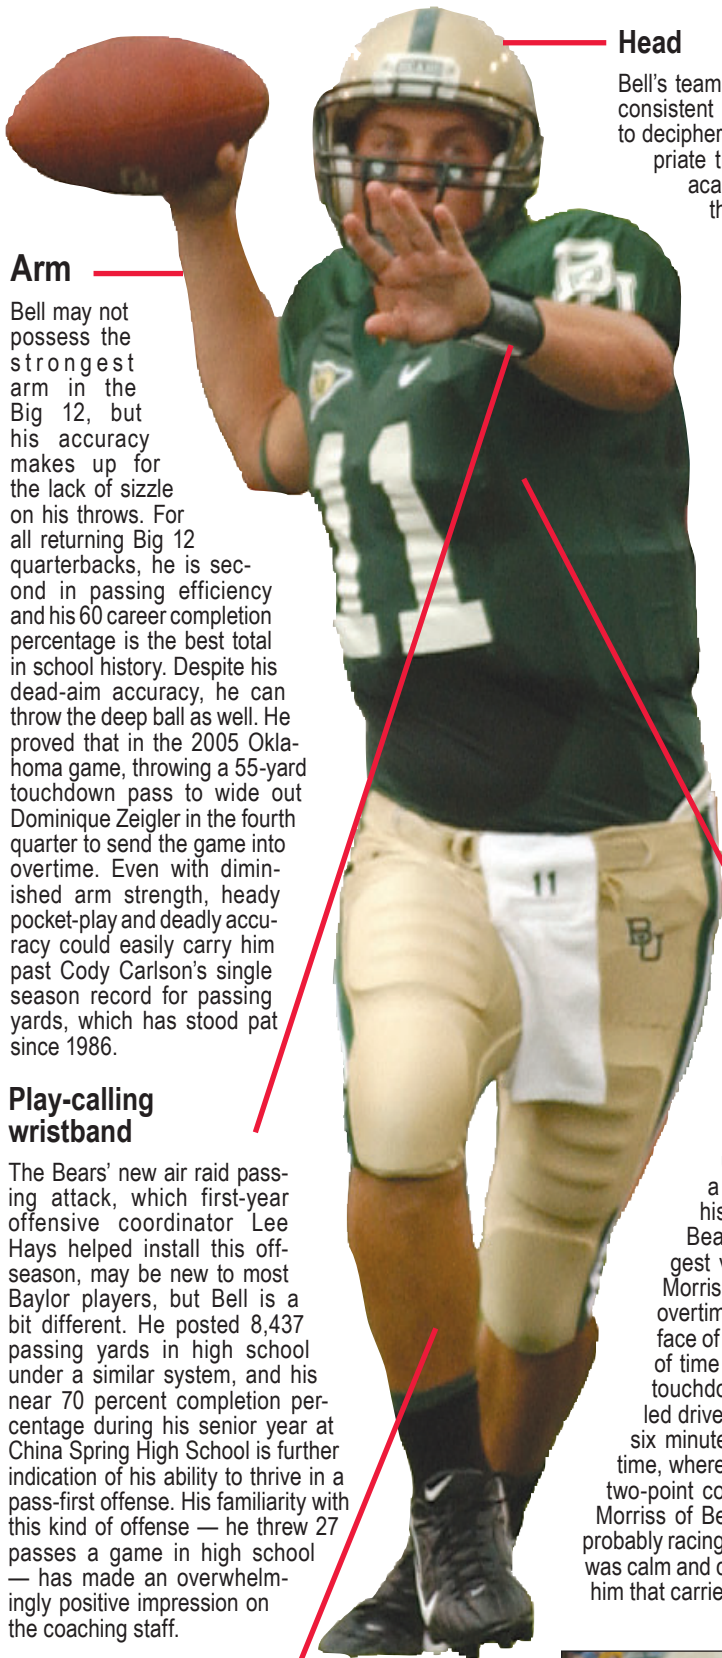 Head
Bell's team
consistent
to decipher
priate t
aca
th
Arm
Bell may not
possess the
strongest
arm in the
Big 12, but
his accuracy
makes up for
the lack of sizzle
on his throws. For
all returning Big 12
quarterbacks, he is sec-
ond in passing efficiency
and his 60 career completion
percentage is the best total
in school history. Despite his
dead-aim accuracy, he can
throw the deep ball as well. He
proved that in the 2005 Okla-
homa game, throwing a 55-yard
touchdown pass to wide out
Dominique Zeigler in the fourth
quarter to send the game into
overtime. Even with dimin-
ished arm strength, heady
pocket-play and deadly accu-
racy could easily carry him
past Cody Carlson's single
season record for passing
yards, which has stood pat
since 1986.
Play-calling
wristband
The Bears' new air raid pass-
ing attack, which first-year
offensive coordinator Lee
Hays helped install this off-
season, may be new to most
Baylor players, but Bell is a
bit different. He posted 8,437
passing yards in high school
under a similar system, and his
near 70 percent completion per-
centage during his senior year at
China Spring High School is further
indication of his ability to thrive in a
pass-first offense. His familiarity with
this kind of offense — he threw 27
passes a game in high school
— has made an overwhelm-
ingly positive impression on
the coaching staff.
BU
11
11
BU
a
his
Bea
gest v
Morris
overtim
face of
of time
touchdo
led drive
six minute
time, where
two-point co
Morriss of Be
probably racing
was calm and c
him that carrie